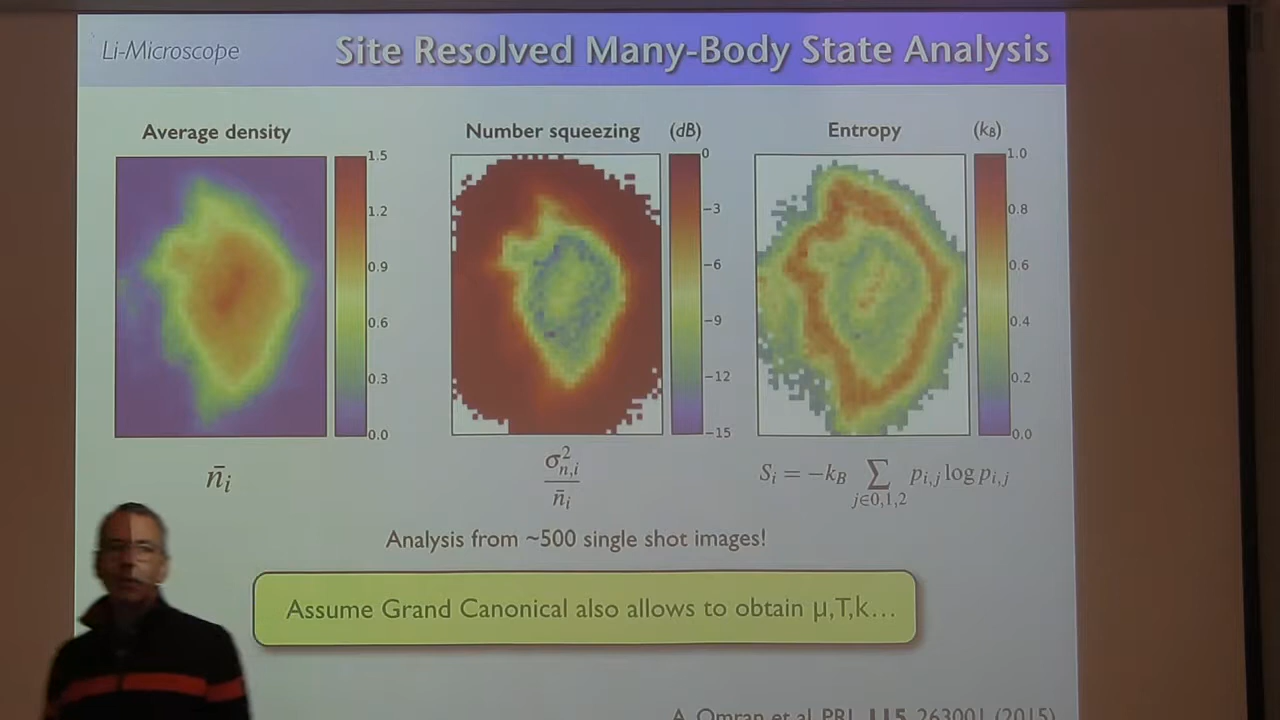 Li-Microscope
Site Resolved Many-Body State Analysis
Average density
Number squeezing (dB)
Entropy (kB)
1.5
1.2
0.9
0.6
0.3
0.0
0
−3
−6
−9
−12
−15
1.0
0.8
0.6
0.4
0.2
0.0
n̄i
σ²n,i
n̄i
Si = −kB ∑ pi,j log pi,j
j∈0,1,2
Analysis from ~500 single shot images!
Assume Grand Canonical also allows to obtain μ,T,k...
A. Omran et al. PRL 115, 263001 (2015)